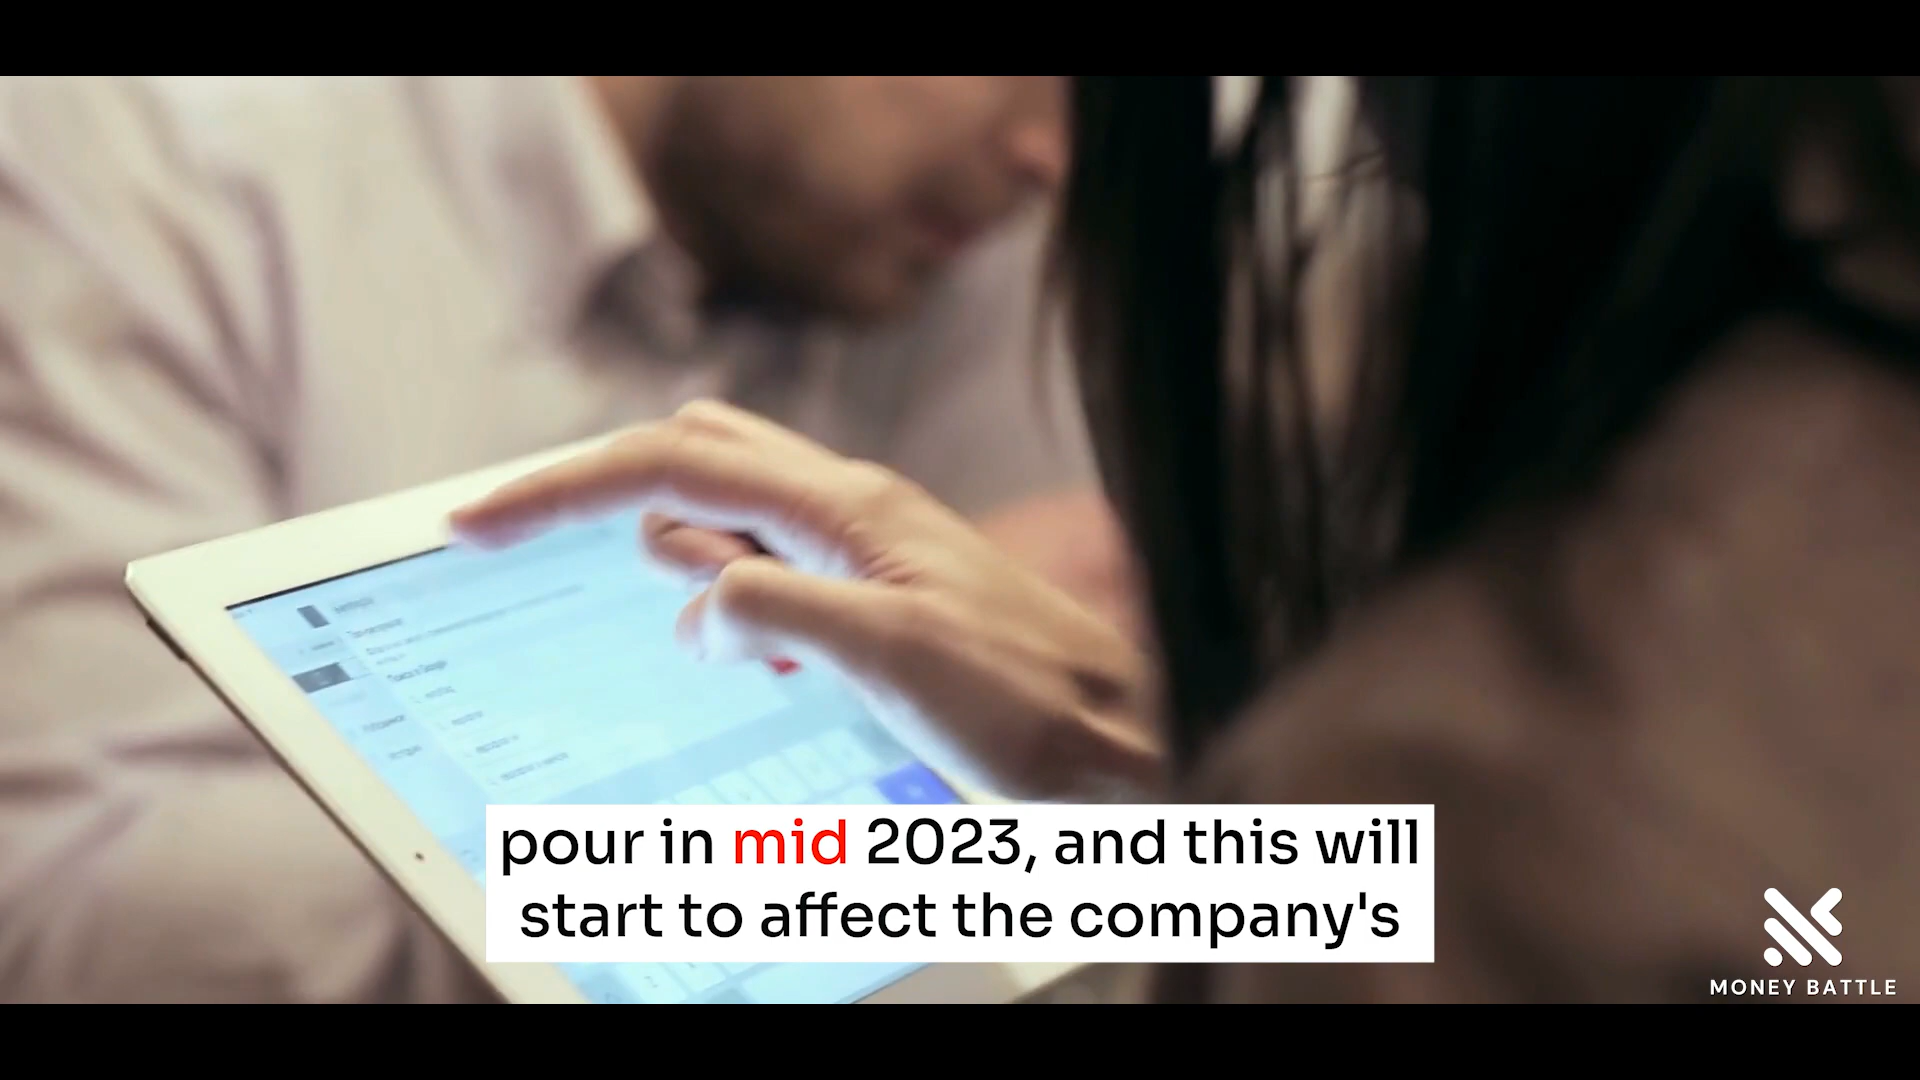 pour in mid 2023, and this will
start to affect the company's
MONEY BATTLE